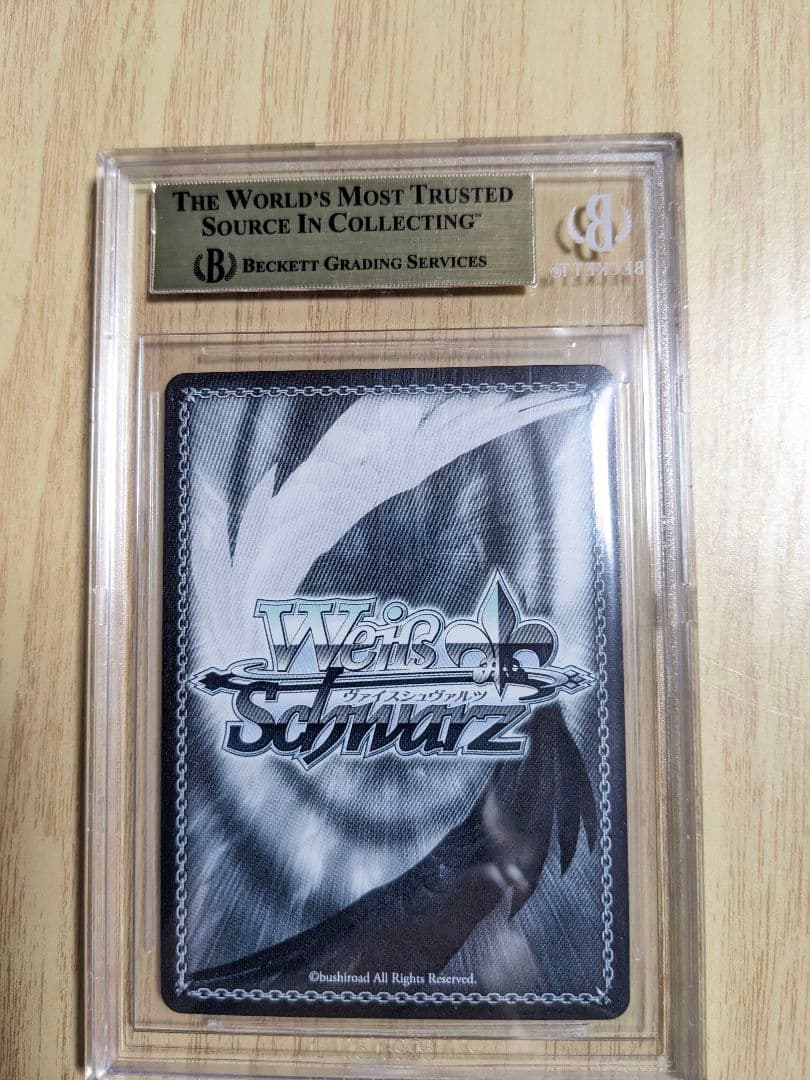 THE WORLD'S MOST TRUSTED
SOURCE IN COLLECTING™
B BECKETT GRADING SERVICES
B
BECKETT®
Weiß
ヴァイスシュヴァルツ
Schwarz
©bushiroad All Rights Reserved.